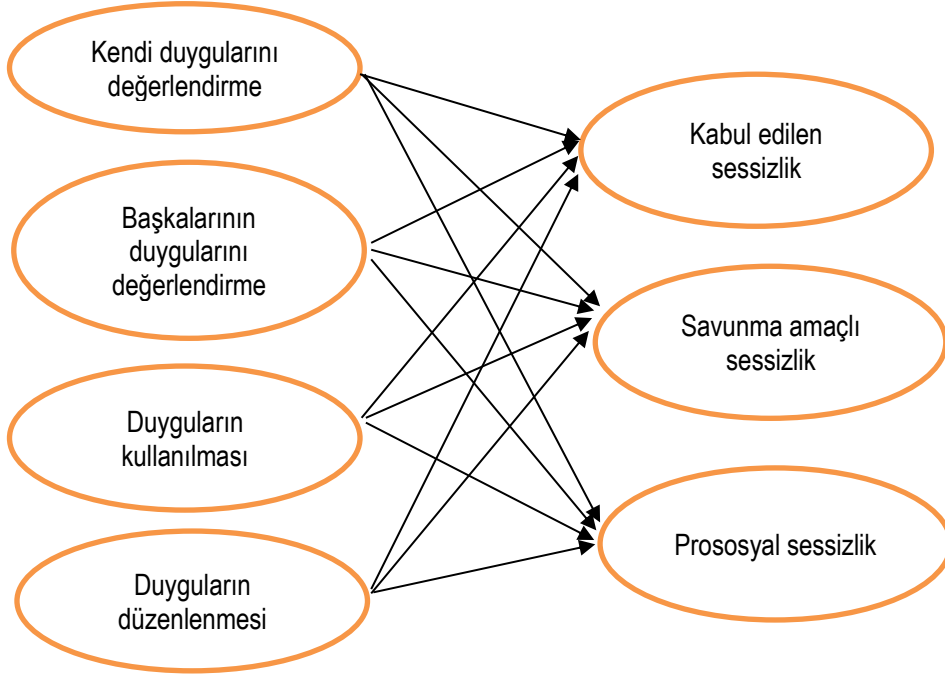 Kendi duygularını
değerlendirme
Başkalarının
duygularını
değerlendirme
Duyguların
kullanılması
Duyguların
düzenlenmesi
Kabul edilen
sessizlik
Savunma amaçlı
sessizlik
Prososyal sessizlik